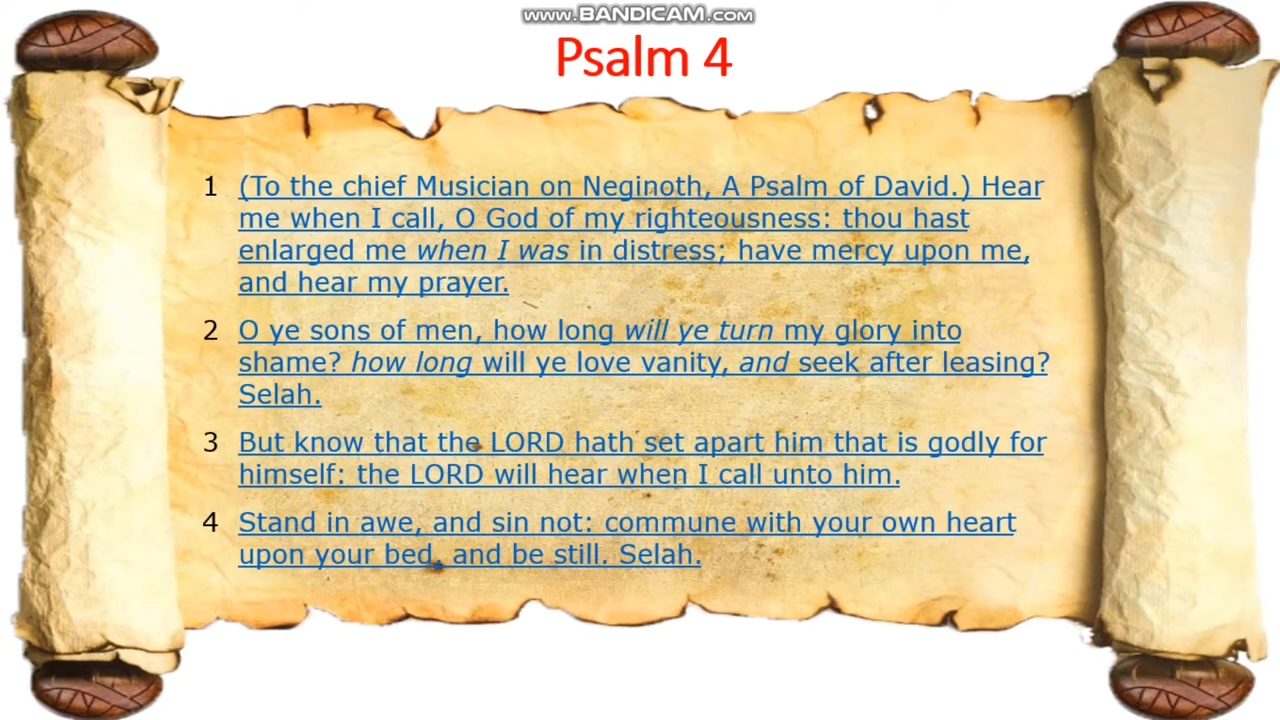 www.BANDICAM.com
Psalm 4
1 (To the chief Musician on Neginoth, A Psalm of David.) Hear
me when I call, O God of my righteousness: thou hast
enlarged me when I was in distress; have mercy upon me,
and hear my prayer.
2 O ye sons of men, how long will ye turn my glory into
shame? how long will ye love vanity, and seek after leasing?
Selah.
3 But know that the LORD hath set apart him that is godly for
himself: the LORD will hear when I call unto him.
4 Stand in awe, and sin not: commune with your own heart
upon your bed, and be still. Selah.